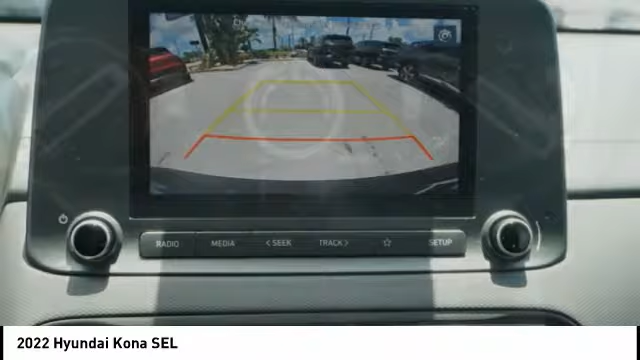 RADIO MEDIA < SEEK TRACK > ☆ SETUP
2022 Hyundai Kona SEL